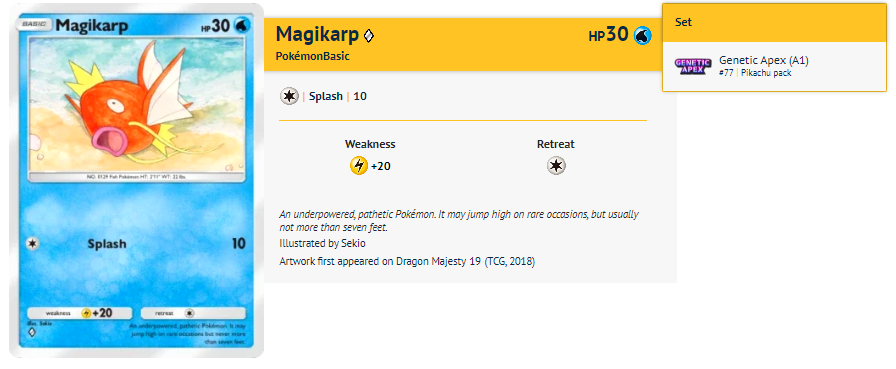 BASIC Magikarp HP30
NO. 0129 Fish Pokémon HT: 2'11" WT: 22 lbs.
Splash 10
weakness +20 retreat
Illus. Sekio
An underpowered, pathetic Pokémon. It may
jump high on rare occasions but never more
than seven feet.
Magikarp HP30
PokémonBasic
| Splash | 10
Weakness Retreat
+20
An underpowered, pathetic Pokémon. It may jump high on rare occasions, but usually
not more than seven feet.
Illustrated by Sekio
Artwork first appeared on Dragon Majesty 19 (TCG, 2018)
Set
GENETIC
APEX
Genetic Apex (A1)
#77 | Pikachu pack